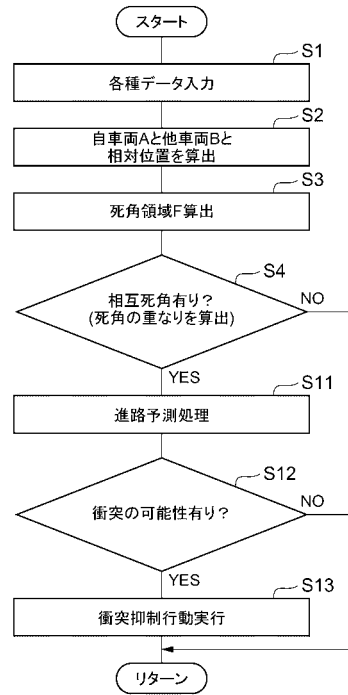 スタート
S1
各種データ入力
S2
自車両Aと他車両Bと
相対位置を算出
S3
死角領域F算出
S4
相互死角有り?
(死角の重なりを算出)
NO
YES
S11
進路予測処理
S12
衝突の可能性有り?
NO
YES
S13
衝突抑制行動実行
リターン